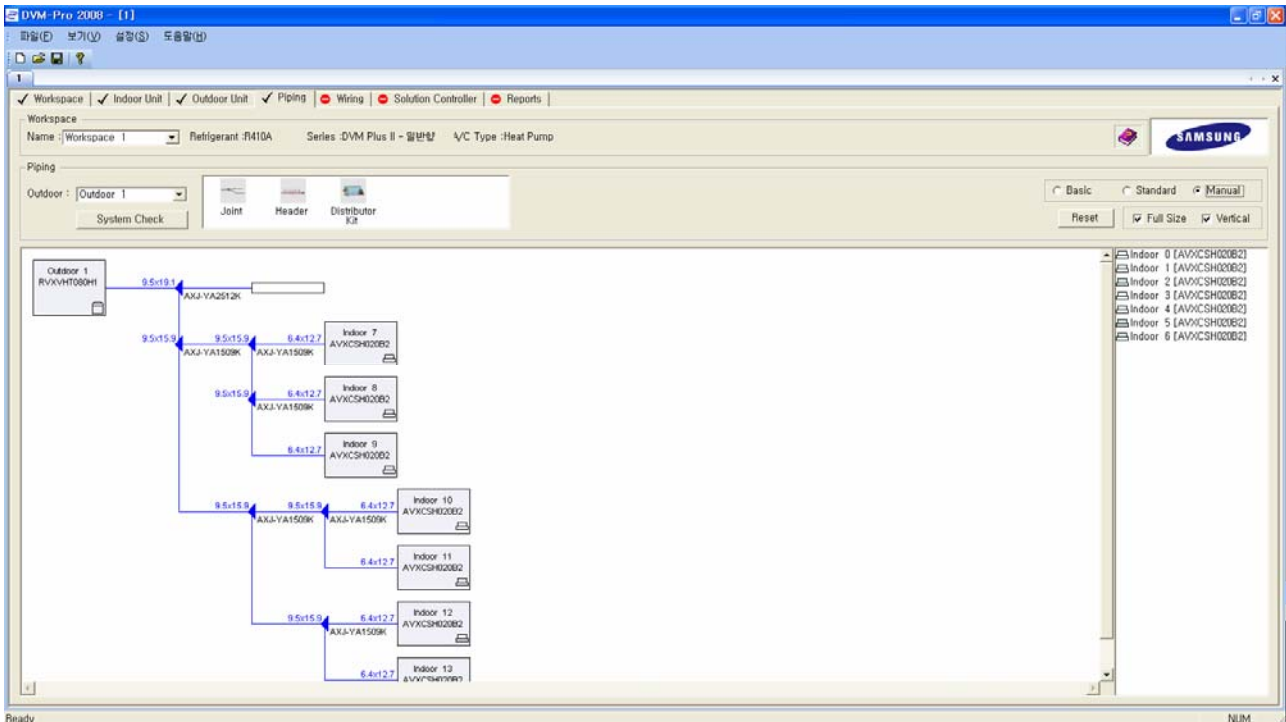 DVM-Pro 2008 - [1]
파일(F) 보기(V) 설정(S) 도움말(H)
1
Workspace Indoor Unit Outdoor Unit Piping Wiring Solution Controller Reports
Workspace
Name : Workspace 1 Refrigerant :R410A Series :DVM Plus II - 일반향 A/C Type :Heat Pump
SAMSUNG
Piping
Outdoor : Outdoor 1
System Check
Joint Header Distributor Kit
Basic Standard Manual
Reset Full Size Vertical
Outdoor 1
RVXVHT080H1
9.5x19.1
AXJ-YA2512K
9.5x15.9 9.5x15.9 6.4x12.7
AXJ-YA1509K AXJ-YA1509K
Indoor 7
AVXCSH020B2
9.5x15.9 6.4x12.7
AXJ-YA1509K
Indoor 8
AVXCSH020B2
6.4x12.7
Indoor 9
AVXCSH020B2
9.5x15.9 9.5x15.9 6.4x12.7
AXJ-YA1509K AXJ-YA1509K
Indoor 10
AVXCSH020B2
6.4x12.7
Indoor 11
AVXCSH020B2
9.5x15.9 6.4x12.7
AXJ-YA1509K
Indoor 12
AVXCSH020B2
6.4x12.7
Indoor 13
AVXCSH020B2
Indoor 0 [AVXCSH020B2]
Indoor 1 [AVXCSH020B2]
Indoor 2 [AVXCSH020B2]
Indoor 3 [AVXCSH020B2]
Indoor 4 [AVXCSH020B2]
Indoor 5 [AVXCSH020B2]
Indoor 6 [AVXCSH020B2]
Ready NUM